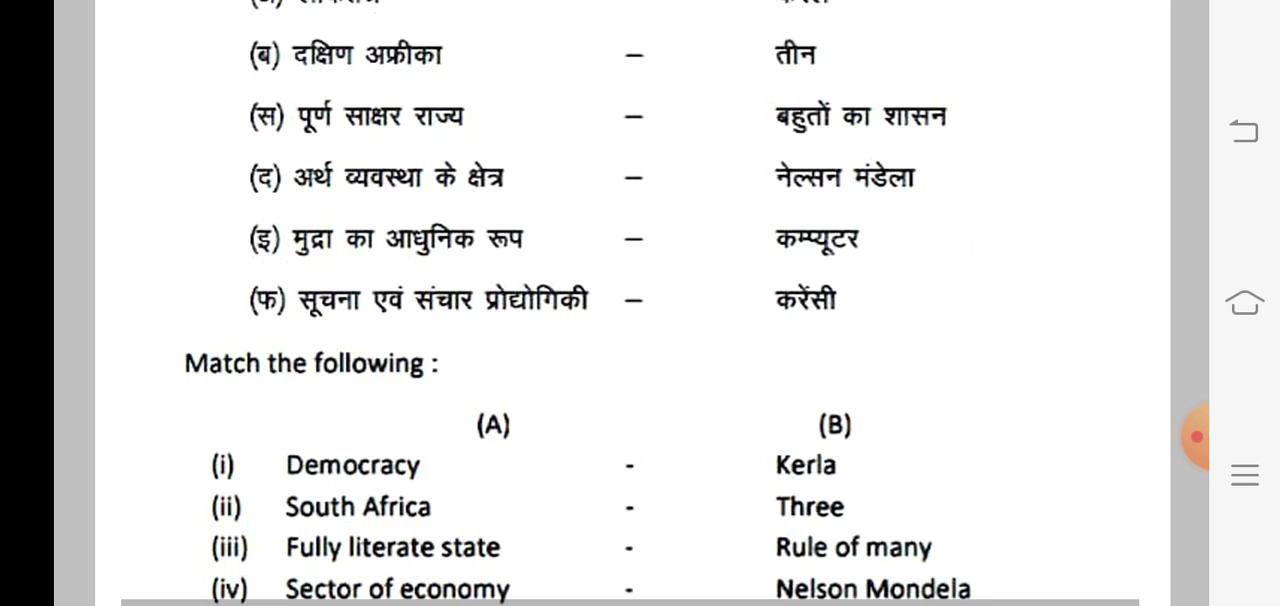 (ब) दक्षिण अफ्रीका – तीन
(स) पूर्ण साक्षर राज्य – बहुतों का शासन
(द) अर्थ व्यवस्था के क्षेत्र – नेल्सन मंडेला
(इ) मुद्रा का आधुनिक रूप – कम्प्यूटर
(फ) सूचना एवं संचार प्रोद्योगिकी – करेंसी
Match the following :
(A) (B)
(i) Democracy - Kerla
(ii) South Africa - Three
(iii) Fully literate state - Rule of many
(iv) Sector of economy - Nelson Mondela